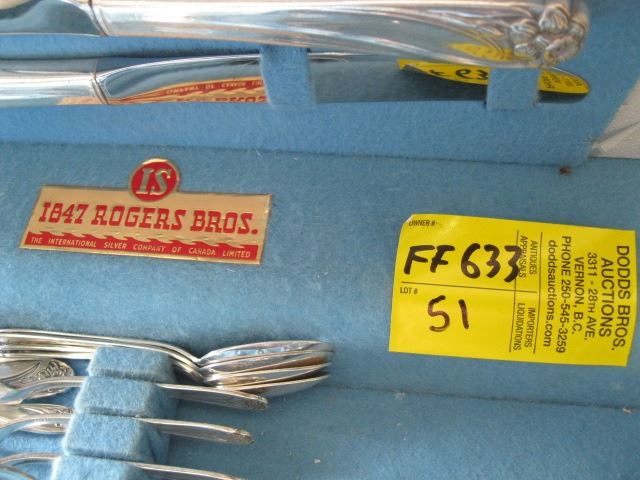 IS
1847 ROGERS BROS.
THE INTERNATIONAL SILVER COMPANY OF CANADA LIMITED
OWNER #
FF 633
LOT #
51
ANTIQUES
APPRAISALS
IMPORTERS
LIQUIDATIONS
DODDS BROS.
AUCTIONS
3311 - 28TH AVE.
VERNON, B.C.
PHONE 250-545-3259
doddsauctions.com